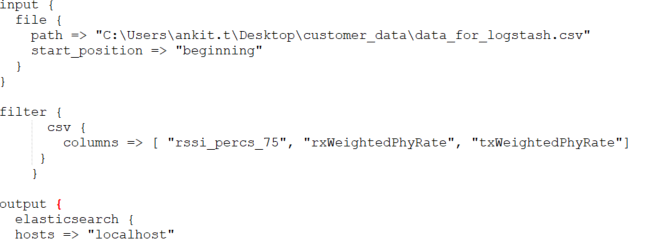 input {
  file {
    path => "C:\Users\ankit.t\Desktop\customer_data\data_for_logstash.csv"
    start_position => "beginning"
  }
}

filter {
      csv {
        columns => [ "rssi_percs_75", "rxWeightedPhyRate", "txWeightedPhyRate"]
     }
    }

output {
  elasticsearch {
  hosts => "localhost"